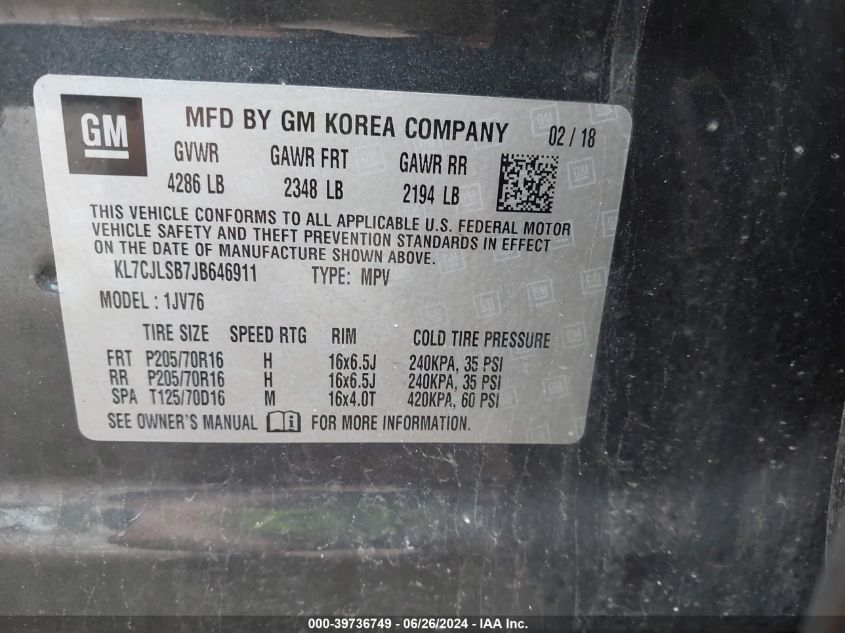 GM
MFD BY GM KOREA COMPANY 02 / 18
GVWR GAWR FRT GAWR RR
4286 LB 2348 LB 2194 LB
THIS VEHICLE CONFORMS TO ALL APPLICABLE U.S. FEDERAL MOTOR
VEHICLE SAFETY AND THEFT PREVENTION STANDARDS IN EFFECT
ON THE DATE OF MANUFACTURE SHOWN ABOVE.
KL7CJLSB7JB646911 TYPE: MPV
MODEL : 1JV76
TIRE SIZE SPEED RTG RIM COLD TIRE PRESSURE
FRT P205/70R16 H 16x6.5J 240KPA, 35 PSI
RR P205/70R16 H 16x6.5J 240KPA, 35 PSI
SPA T125/70D16 M 16x4.0T 420KPA, 60 PSI
SEE OWNER'S MANUAL i FOR MORE INFORMATION.
000-39736749 / 06/26/2024 - IAA Inc.